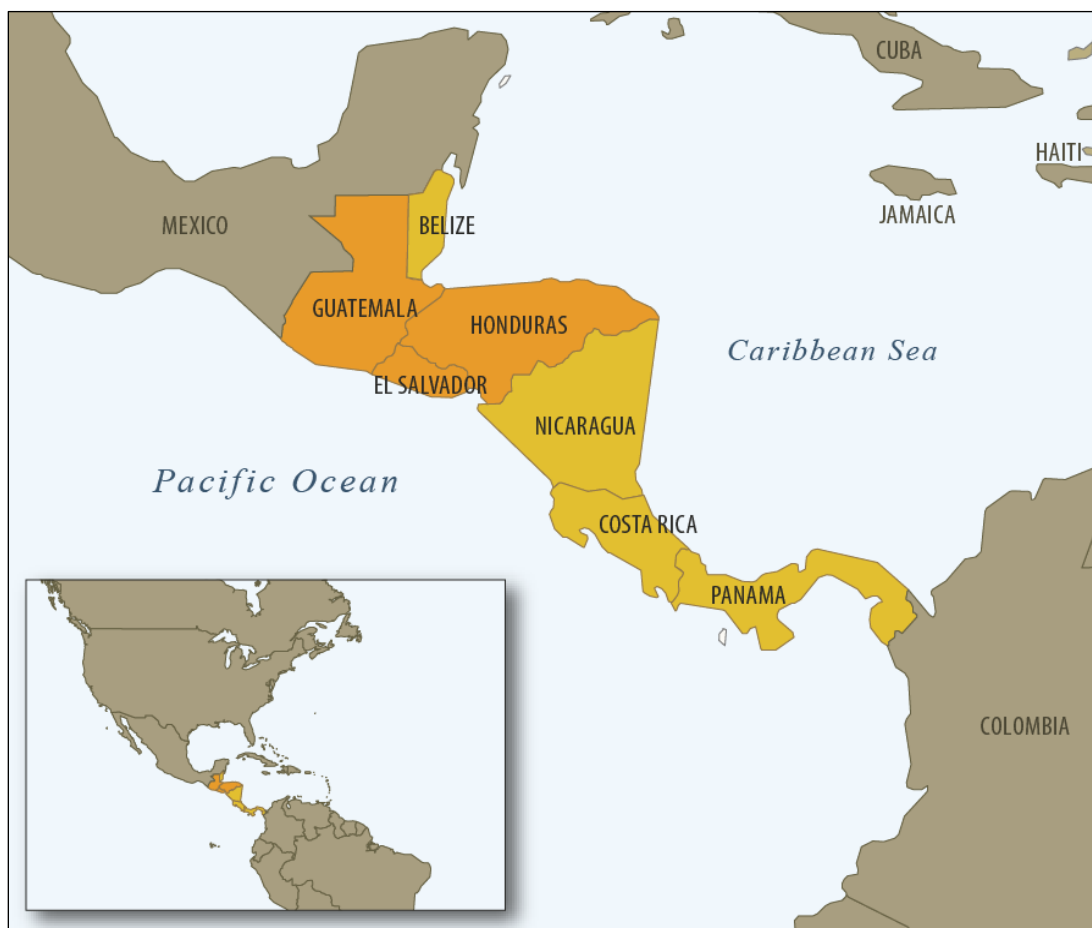 CUBA
HAITI
JAMAICA
MEXICO
BELIZE
GUATEMALA
HONDURAS
Caribbean Sea
EL SALVADOR
NICARAGUA
Pacific Ocean
COSTA RICA
PANAMA
COLOMBIA